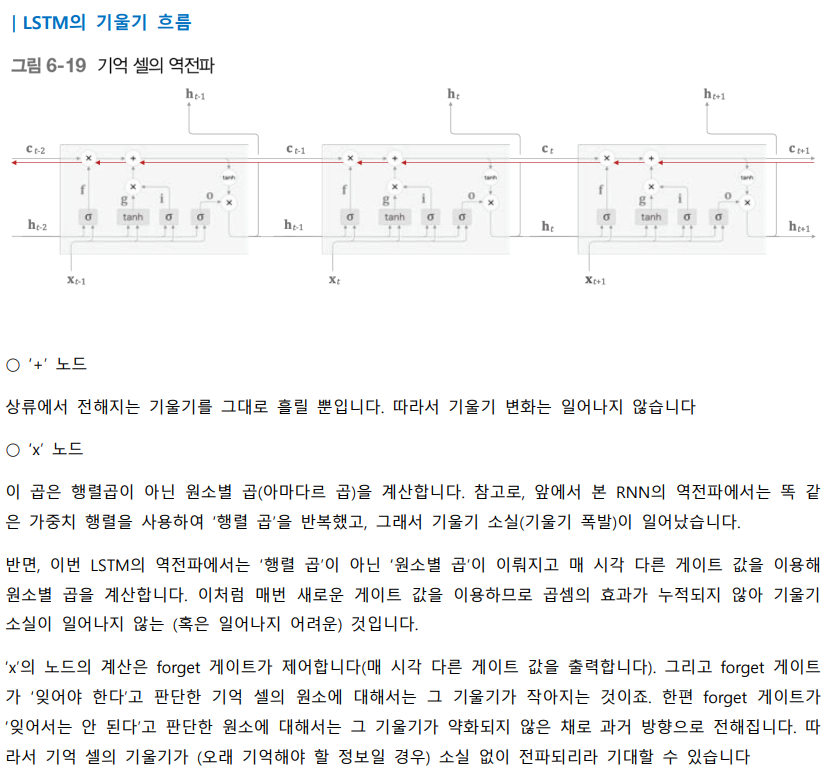 | LSTM의 기울기 흐름
그림 6-19 기억 셀의 역전파
h t-1 h t h t+1
c t-2 c t-1 c t c t+1
× + × + × +
tanh tanh tanh
× × ×
f g i o × f g i o × f g i o ×
σ tanh σ σ σ tanh σ σ σ tanh σ σ
h t-2 h t-1 h t h t+1
x t-1 x t x t+1
○ '+' 노드
상류에서 전해지는 기울기를 그대로 흘릴 뿐입니다. 따라서 기울기 변화는 일어나지 않습니다
○ 'x' 노드
이 곱은 행렬곱이 아닌 원소별 곱(아마다르 곱)을 계산합니다. 참고로, 앞에서 본 RNN의 역전파에서는 똑 같
은 가중치 행렬을 사용하여 '행렬 곱'을 반복했고, 그래서 기울기 소실(기울기 폭발)이 일어났습니다.
반면, 이번 LSTM의 역전파에서는 '행렬 곱'이 아닌 '원소별 곱'이 이뤄지고 매 시각 다른 게이트 값을 이용해
원소별 곱을 계산합니다. 이처럼 매번 새로운 게이트 값을 이용하므로 곱셈의 효과가 누적되지 않아 기울기
소실이 일어나지 않는 (혹은 일어나지 어려운) 것입니다.
'x'의 노드의 계산은 forget 게이트가 제어합니다(매 시각 다른 게이트 값을 출력합니다). 그리고 forget 게이트
가 '잊어야 한다'고 판단한 기억 셀의 원소에 대해서는 그 기울기가 작아지는 것이죠. 한편 forget 게이트가
'잊어서는 안 된다'고 판단한 원소에 대해서는 그 기울기가 약화되지 않은 채로 과거 방향으로 전해집니다. 따
라서 기억 셀의 기울기가 (오래 기억해야 할 정보일 경우) 소실 없이 전파되리라 기대할 수 있습니다